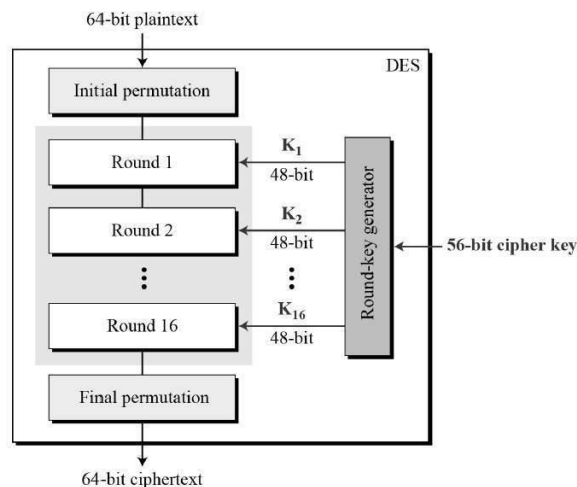 64-bit plaintext
DES
Initial permutation
Round 1
K1
48-bit
Round 2
K2
48-bit
Round-key generator
56-bit cipher key
Round 16
K16
48-bit
Final permutation
64-bit ciphertext